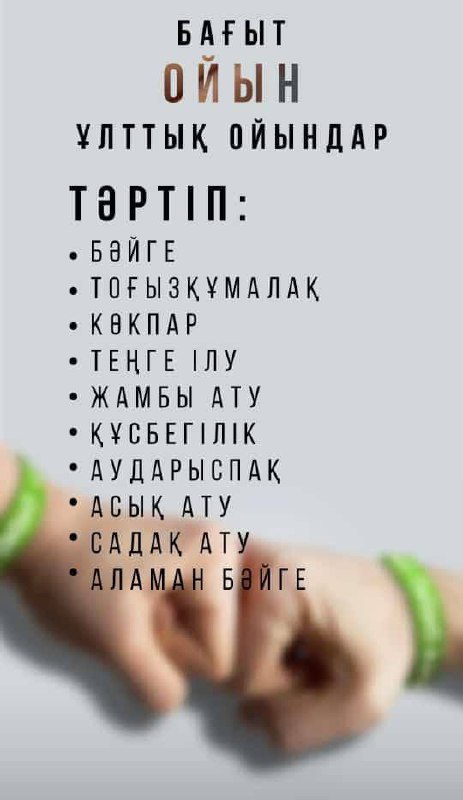 БАҒЫТ
ОЙЫН
ҰЛТТЫҚ ОЙЫНДАР
ТӘРТІП:
• БӘЙГЕ
• ТОҒЫЗҚҰМАЛАҚ
• КӨКПАР
• ТЕҢГЕ ІЛУ
• ЖАМБЫ АТУ
• ҚҰСБЕГІЛІК
• АУДАРЫСПАҚ
• АСЫҚ АТУ
• САДАҚ АТУ
• АЛАМАН БӘЙГЕ